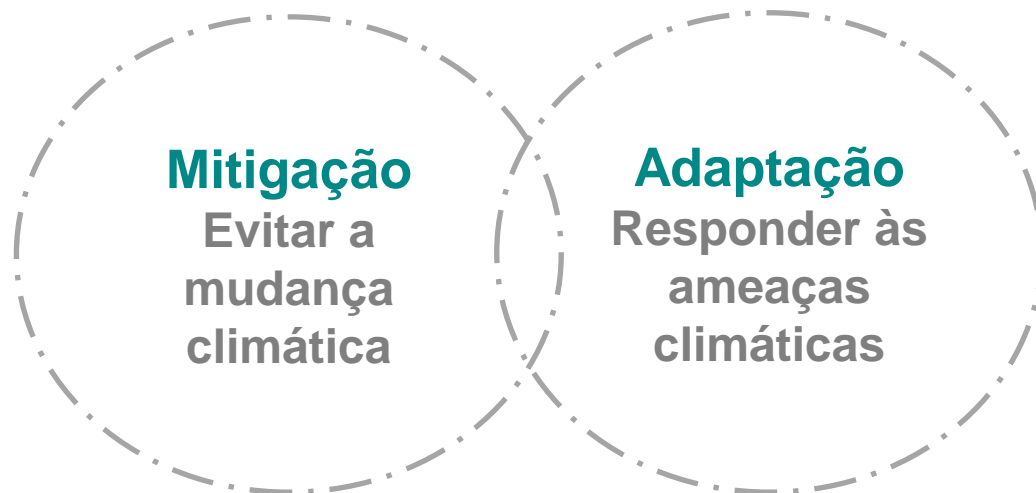 Mitigação
Evitar a
mudança
climática
Adaptação
Responder às
ameaças
climáticas